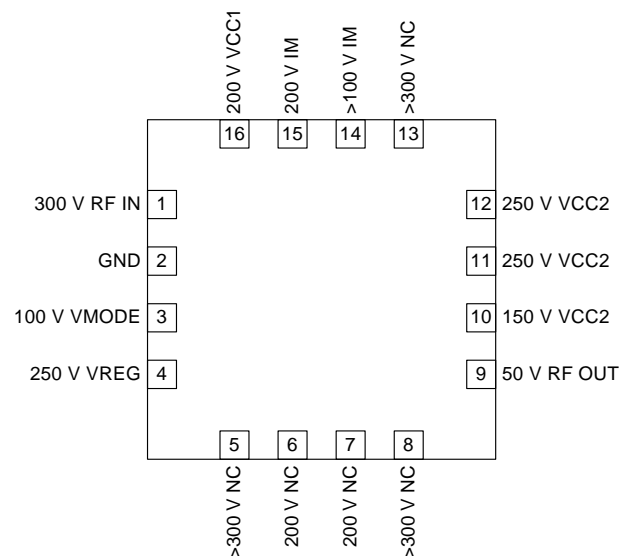 200 V VCC1
200 V IM
>100 V IM
>300 V NC
16
15
14
13
300 V RF IN
1
12
250 V VCC2
GND
2
11
250 V VCC2
100 V VMODE
3
10
150 V VCC2
250 V VREG
4
9
50 V RF OUT
5
6
7
8
>300 V NC
200 V NC
200 V NC
>300 V NC